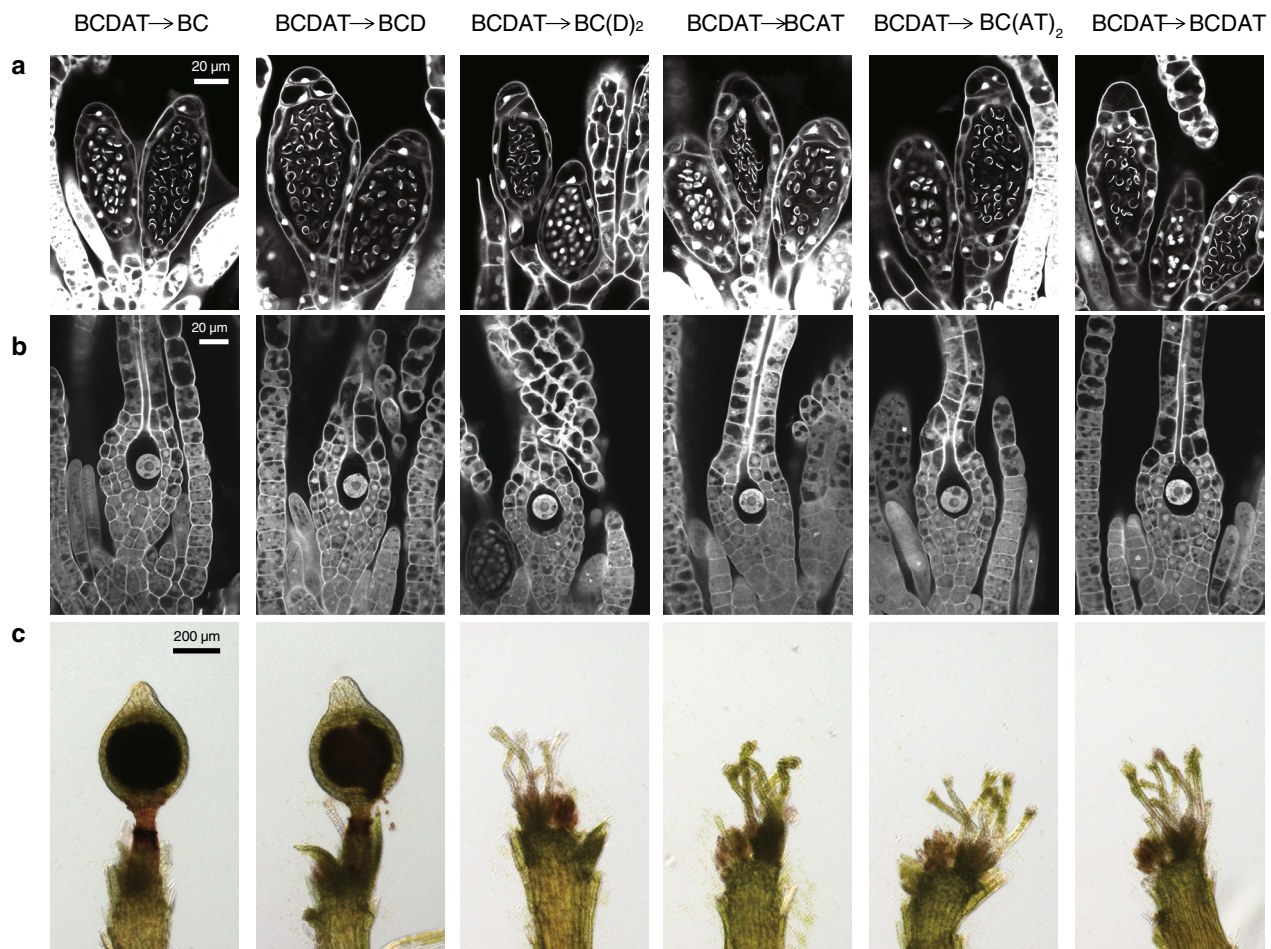 BCDAT→ BC
BCDAT→ BCD
BCDAT→ BC(D)₂
BCDAT→BCAT
BCDAT→ BC(AT)₂
BCDAT→ BCDAT
a
20 µm
b
20 µm
c
200 µm